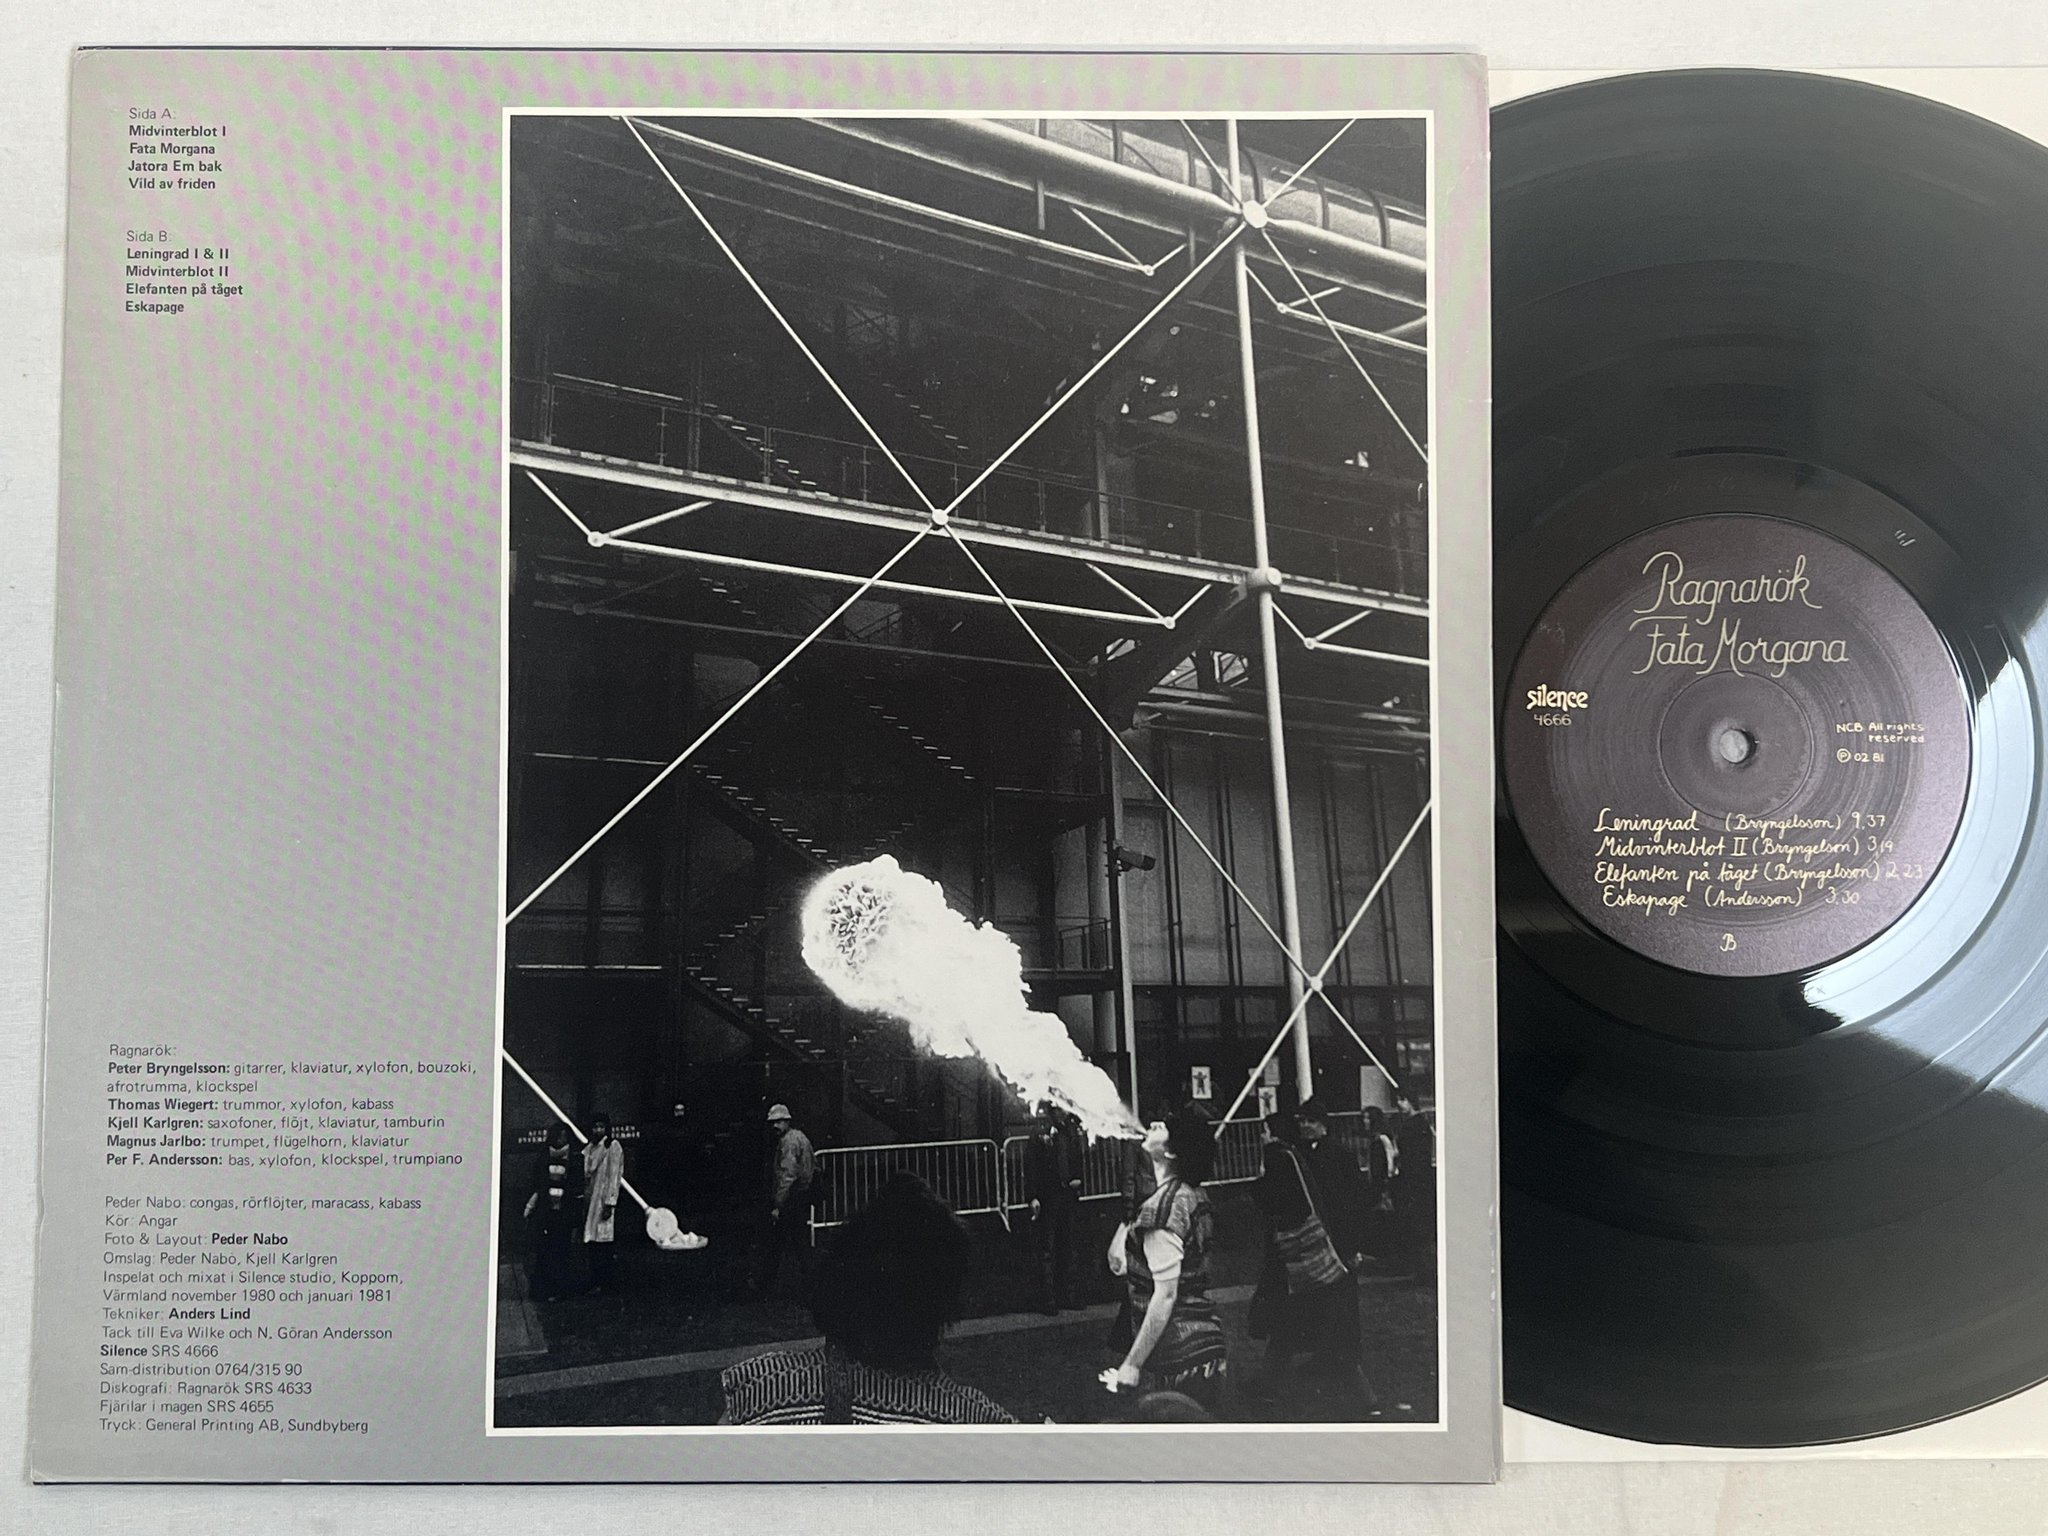 Sida A:
Midvinterblot I
Fata Morgana
Jatora Em bak
Vild av friden
Sida B:
Leningrad I & II
Midvinterblot II
Elefanten på tåget
Eskapage
Ragnarök:
Peter Bryngelsson: gitarrer, klaviatur, xylofon, bouzoki,
afrotrumma, klockspel
Thomas Wiegert: trummor, xylofon, kabass
Kjell Karlgren: saxofoner, flöjt, klaviatur, tamburin
Magnus Jarlbo: trumpet, flügelhorn, klaviatur
Per F. Andersson: bas, xylofon, klockspel, trumpiano
Peder Nabo: congas, rörflöjter, maracass, kabass
Kör: Angar
Foto & Layout: Peder Nabo
Omslag: Peder Nabo, Kjell Karlgren
Inspelat och mixat i Silence studio, Koppom,
Värmland november 1980 och januari 1981
Tekniker: Anders Lind
Tack till Eva Wilke och N. Göran Andersson
Silence SRS 4666
Sam-distribution 0764/315 90
Diskografi: Ragnarök SRS 4633
Fjärilar i magen SRS 4655
Tryck: General Printing AB, Sundbyberg
Ragnarök
Fata Morgana
silence
4666
NCB All rights
reserved
℗ 02 81
Leningrad (Bryngelsson) 9.37
Midvinterblot II (Bryngelson) 3,19
Elefanten på tåget (Bryngelsson) 2,23
Eskapage (Andersson) 3.30
B